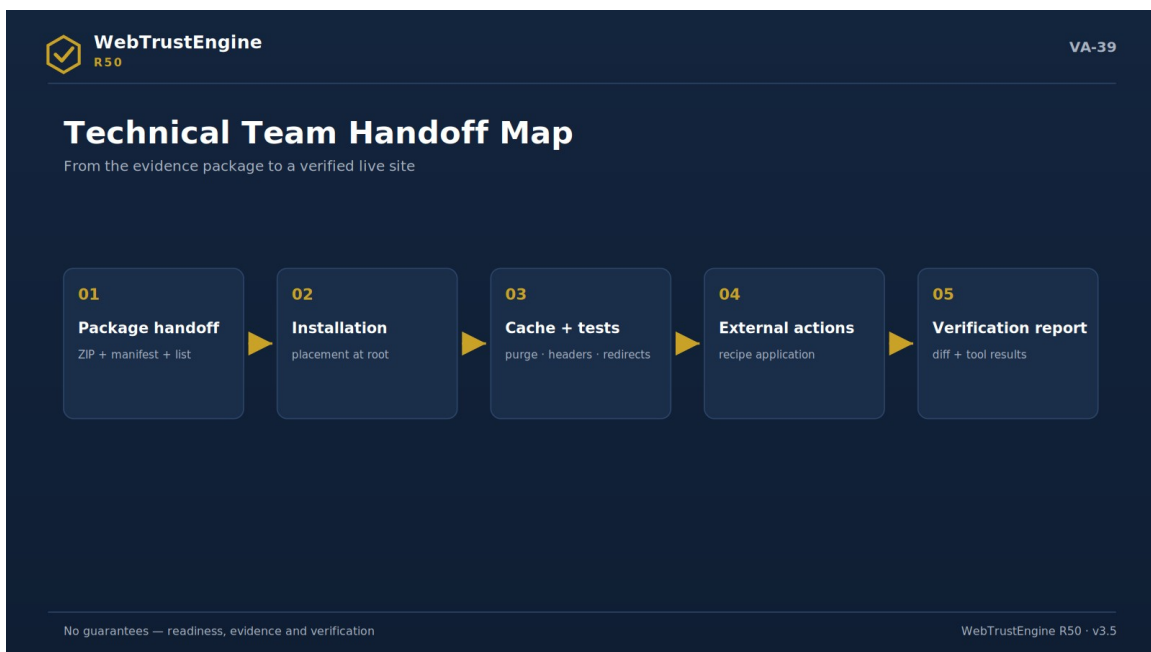 WebTrustEngine
R50
VA-39
Technical Team Handoff Map
From the evidence package to a verified live site
01
Package handoff
ZIP + manifest + list
02
Installation
placement at root
03
Cache + tests
purge · headers · redirects
04
External actions
recipe application
05
Verification report
diff + tool results
No guarantees — readiness, evidence and verification
WebTrustEngine R50 · v3.5